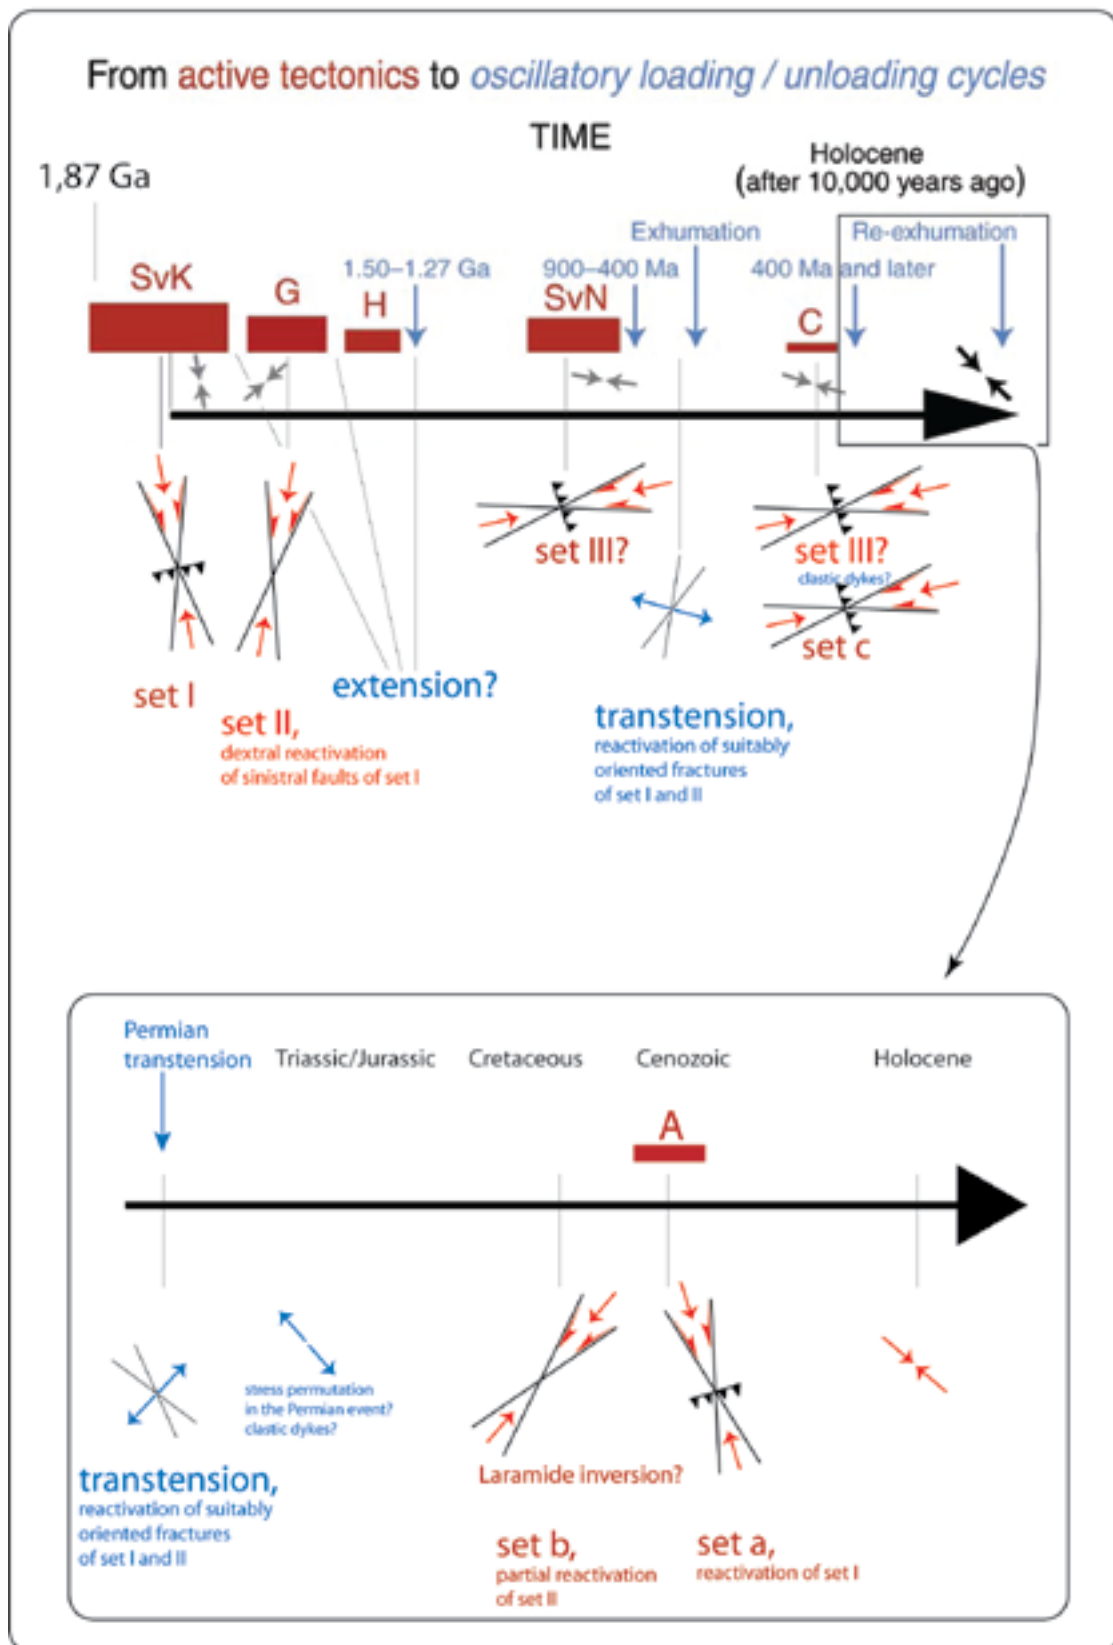 From active tectonics to oscillatory loading / unloading cycles
TIME
1,87 Ga
Holocene
(after 10,000 years ago)
Exhumation
Re-exhumation
1.50–1.27 Ga
900–400 Ma
400 Ma and later
SvK
G
H
SvN
C
set I
set II,
dextral reactivation
of sinistral faults of set I
extension?
set III?
transtension,
reactivation of suitably
oriented fractures
of set I and II
set III?
clastic dykes?
set c
Permian
transtension
Triassic/Jurassic
Cretaceous
Cenozoic
Holocene
A
stress permutation
in the Permian event?
clastic dykes?
transtension,
reactivation of suitably
oriented fractures
of set I and II
Laramide inversion?
set b,
partial reactivation
of set II
set a,
reactivation of set I